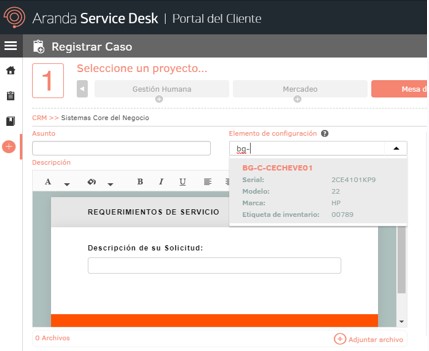 Aranda Service Desk | Portal del Cliente
Registrar Caso
1
Seleccione un proyecto...
Gestión Humana
Mercadeo
Mesa d
CRM >> Sistemas Core del Negocio
Asunto
Elemento de configuración ?
bg-
Descripción
BG-C-CECHEVE01
Serial: 2CE4101KP9
Modelo: 22
Marca: HP
Etiqueta de inventario: 00789
A B I U
REQUERIMIENTOS DE SERVICIO
Descripción de su Solicitud:
0 Archivos
Adjuntar archivo